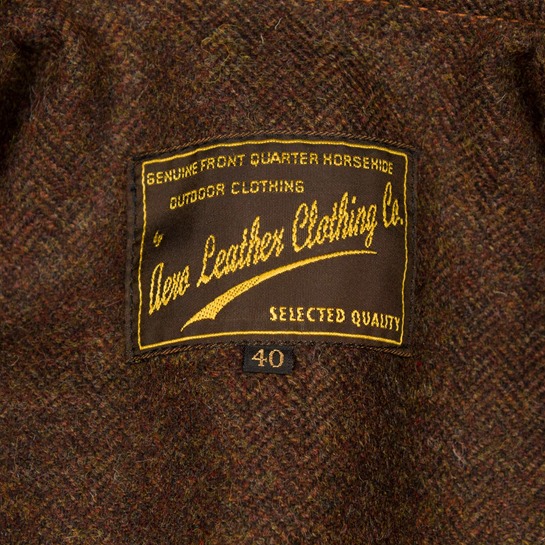 GENUINE FRONT QUARTER HORSEHIDE
OUTDOOR CLOTHING
by
Aero Leather Clothing Co.
SELECTED QUALITY
40